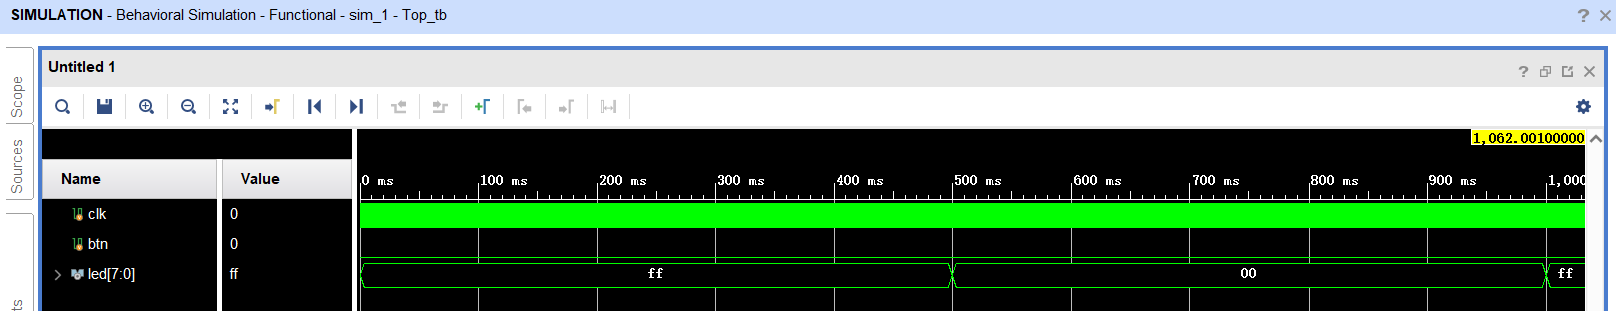 SIMULATION - Behavioral Simulation - Functional - sim_1 - Top_tb
Untitled 1
Scope
Sources
1,062.00100000
Name Value
0 ms 100 ms 200 ms 300 ms 400 ms 500 ms 600 ms 700 ms 800 ms 900 ms 1,000
clk 0
btn 0
led[7:0] ff ff 00 ff
ts